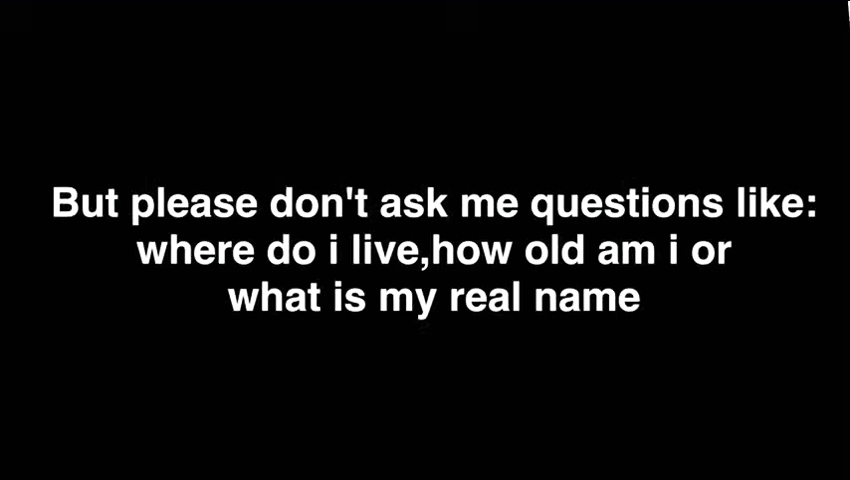 But please don't ask me questions like:
where do i live,how old am i or
what is my real name